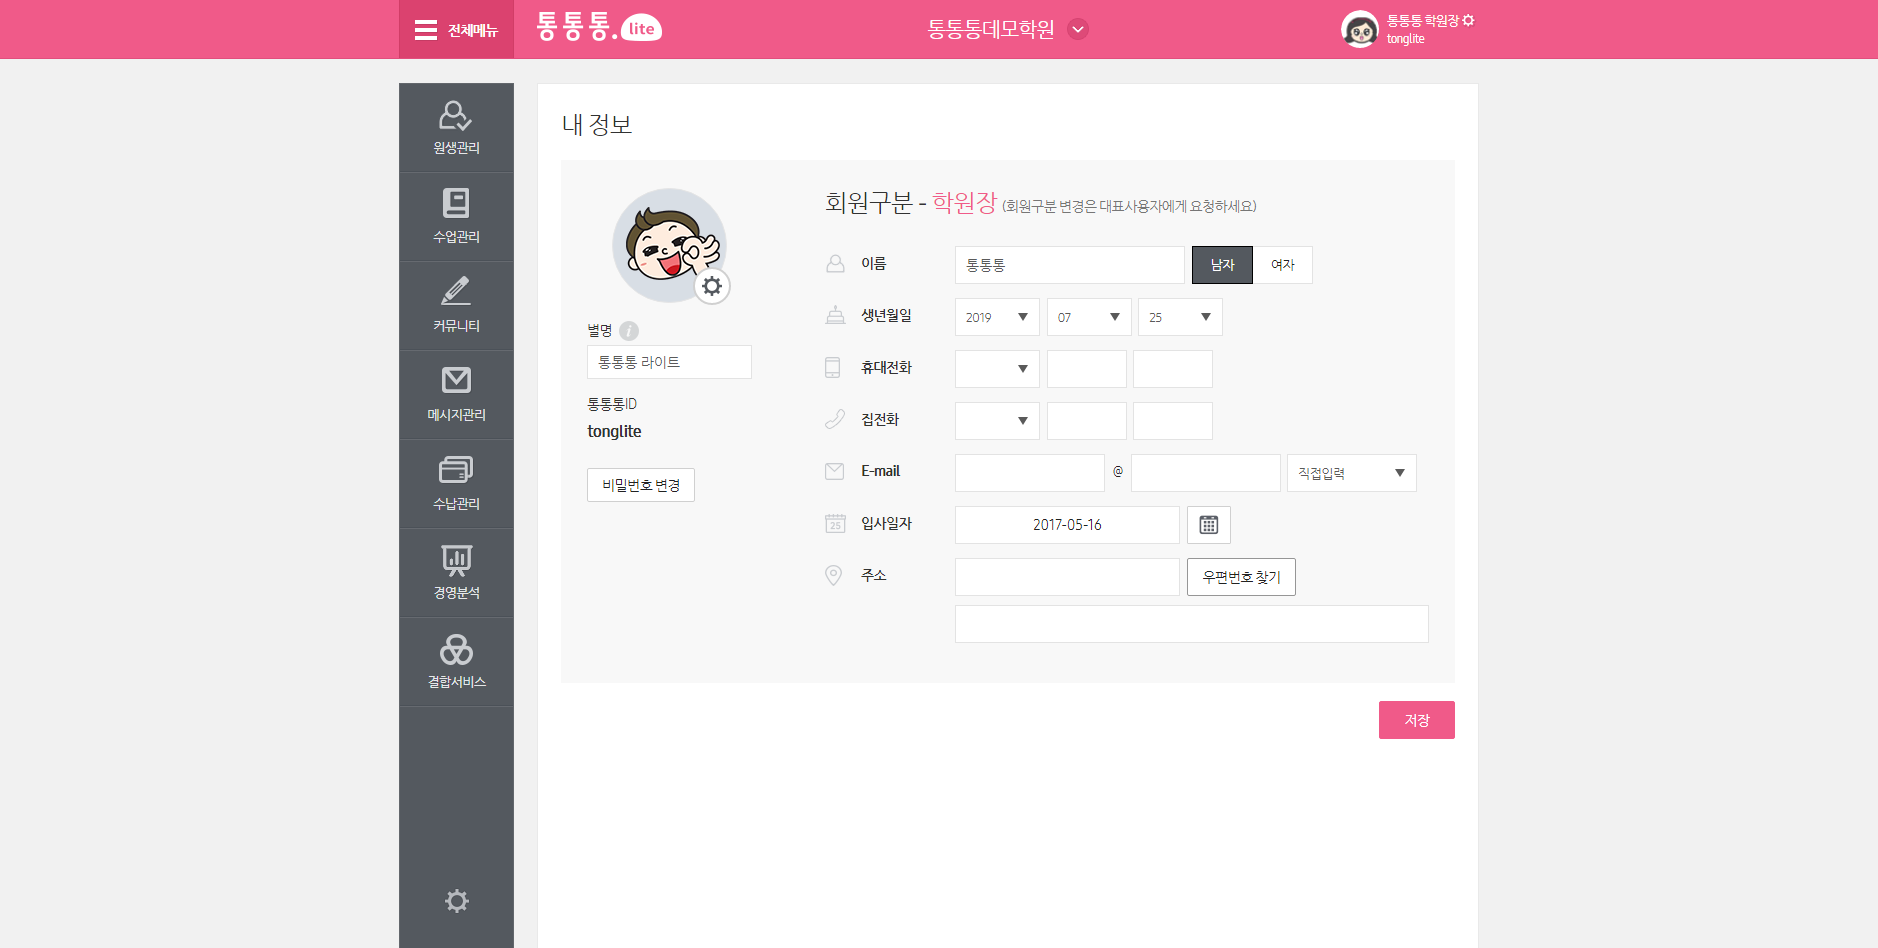 전체메뉴
통통통.lite
통통통데모학원
통통통 학원장
tonglite
원생관리
수업관리
커뮤니티
메시지관리
수납관리
경영분석
결합서비스
내 정보
별명 i
통통통 라이트
통통통ID
tonglite
비밀번호 변경
회원구분 - 학원장 (회원구분 변경은 대표사용자에게 요청하세요)
이름 통통통 남자 여자
생년월일 2019 07 25
휴대전화
집전화
E-mail @ 직접입력
25 입사일자 2017-05-16
주소 우편번호 찾기
저장